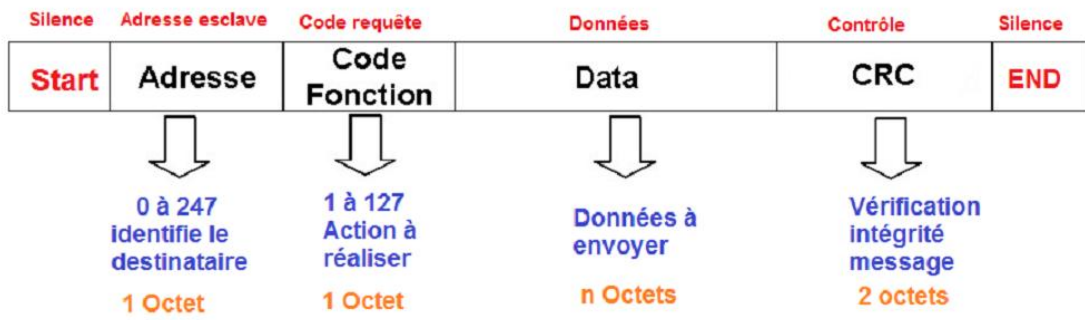 Silence Adresse esclave Code requête Données Contrôle Silence
Start Adresse Code Fonction Data CRC END
0 à 247
identifie le
destinataire
1 Octet
1 à 127
Action à
réaliser
1 Octet
Données à
envoyer
n Octets
Vérification
intégrité
message
2 octets